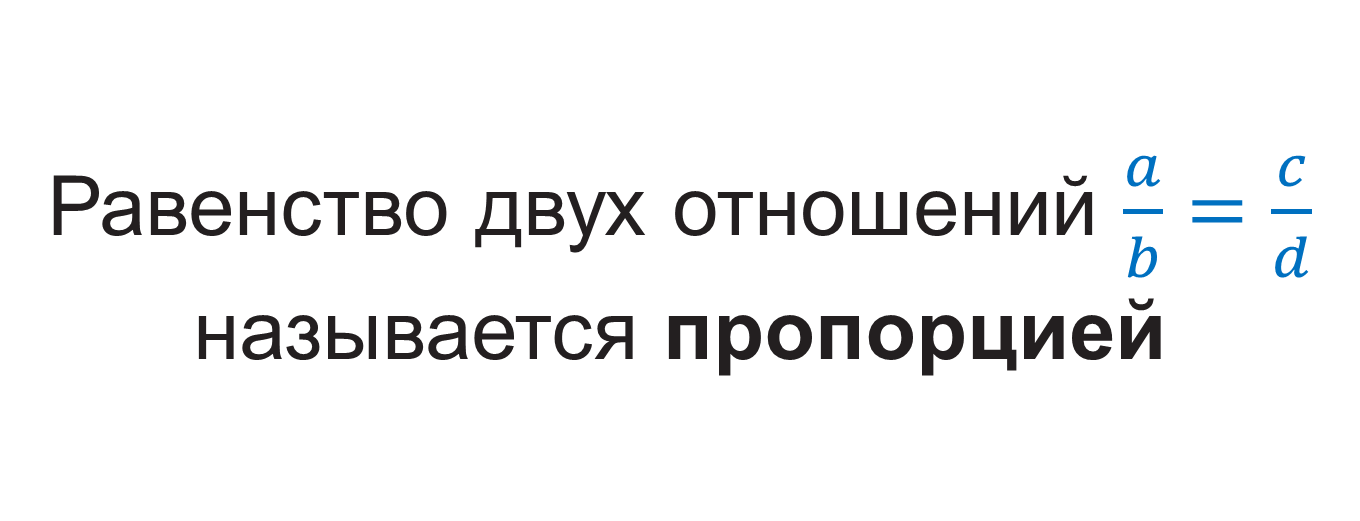 Равенство двух отношений a/b = c/d
называется пропорцией